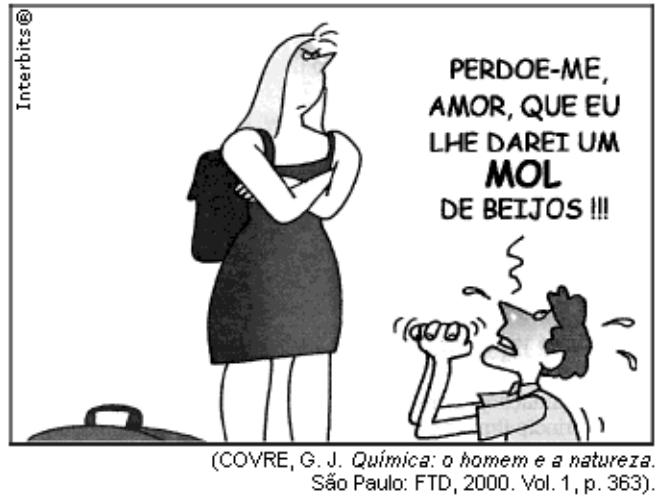 Interbits®
PERDOE-ME,
AMOR, QUE EU
LHE DAREI UM
MOL
DE BEIJOS !!!
(COVRE, G. J. Química: o homem e a natureza.
São Paulo: FTD, 2000. Vol. 1, p. 363).